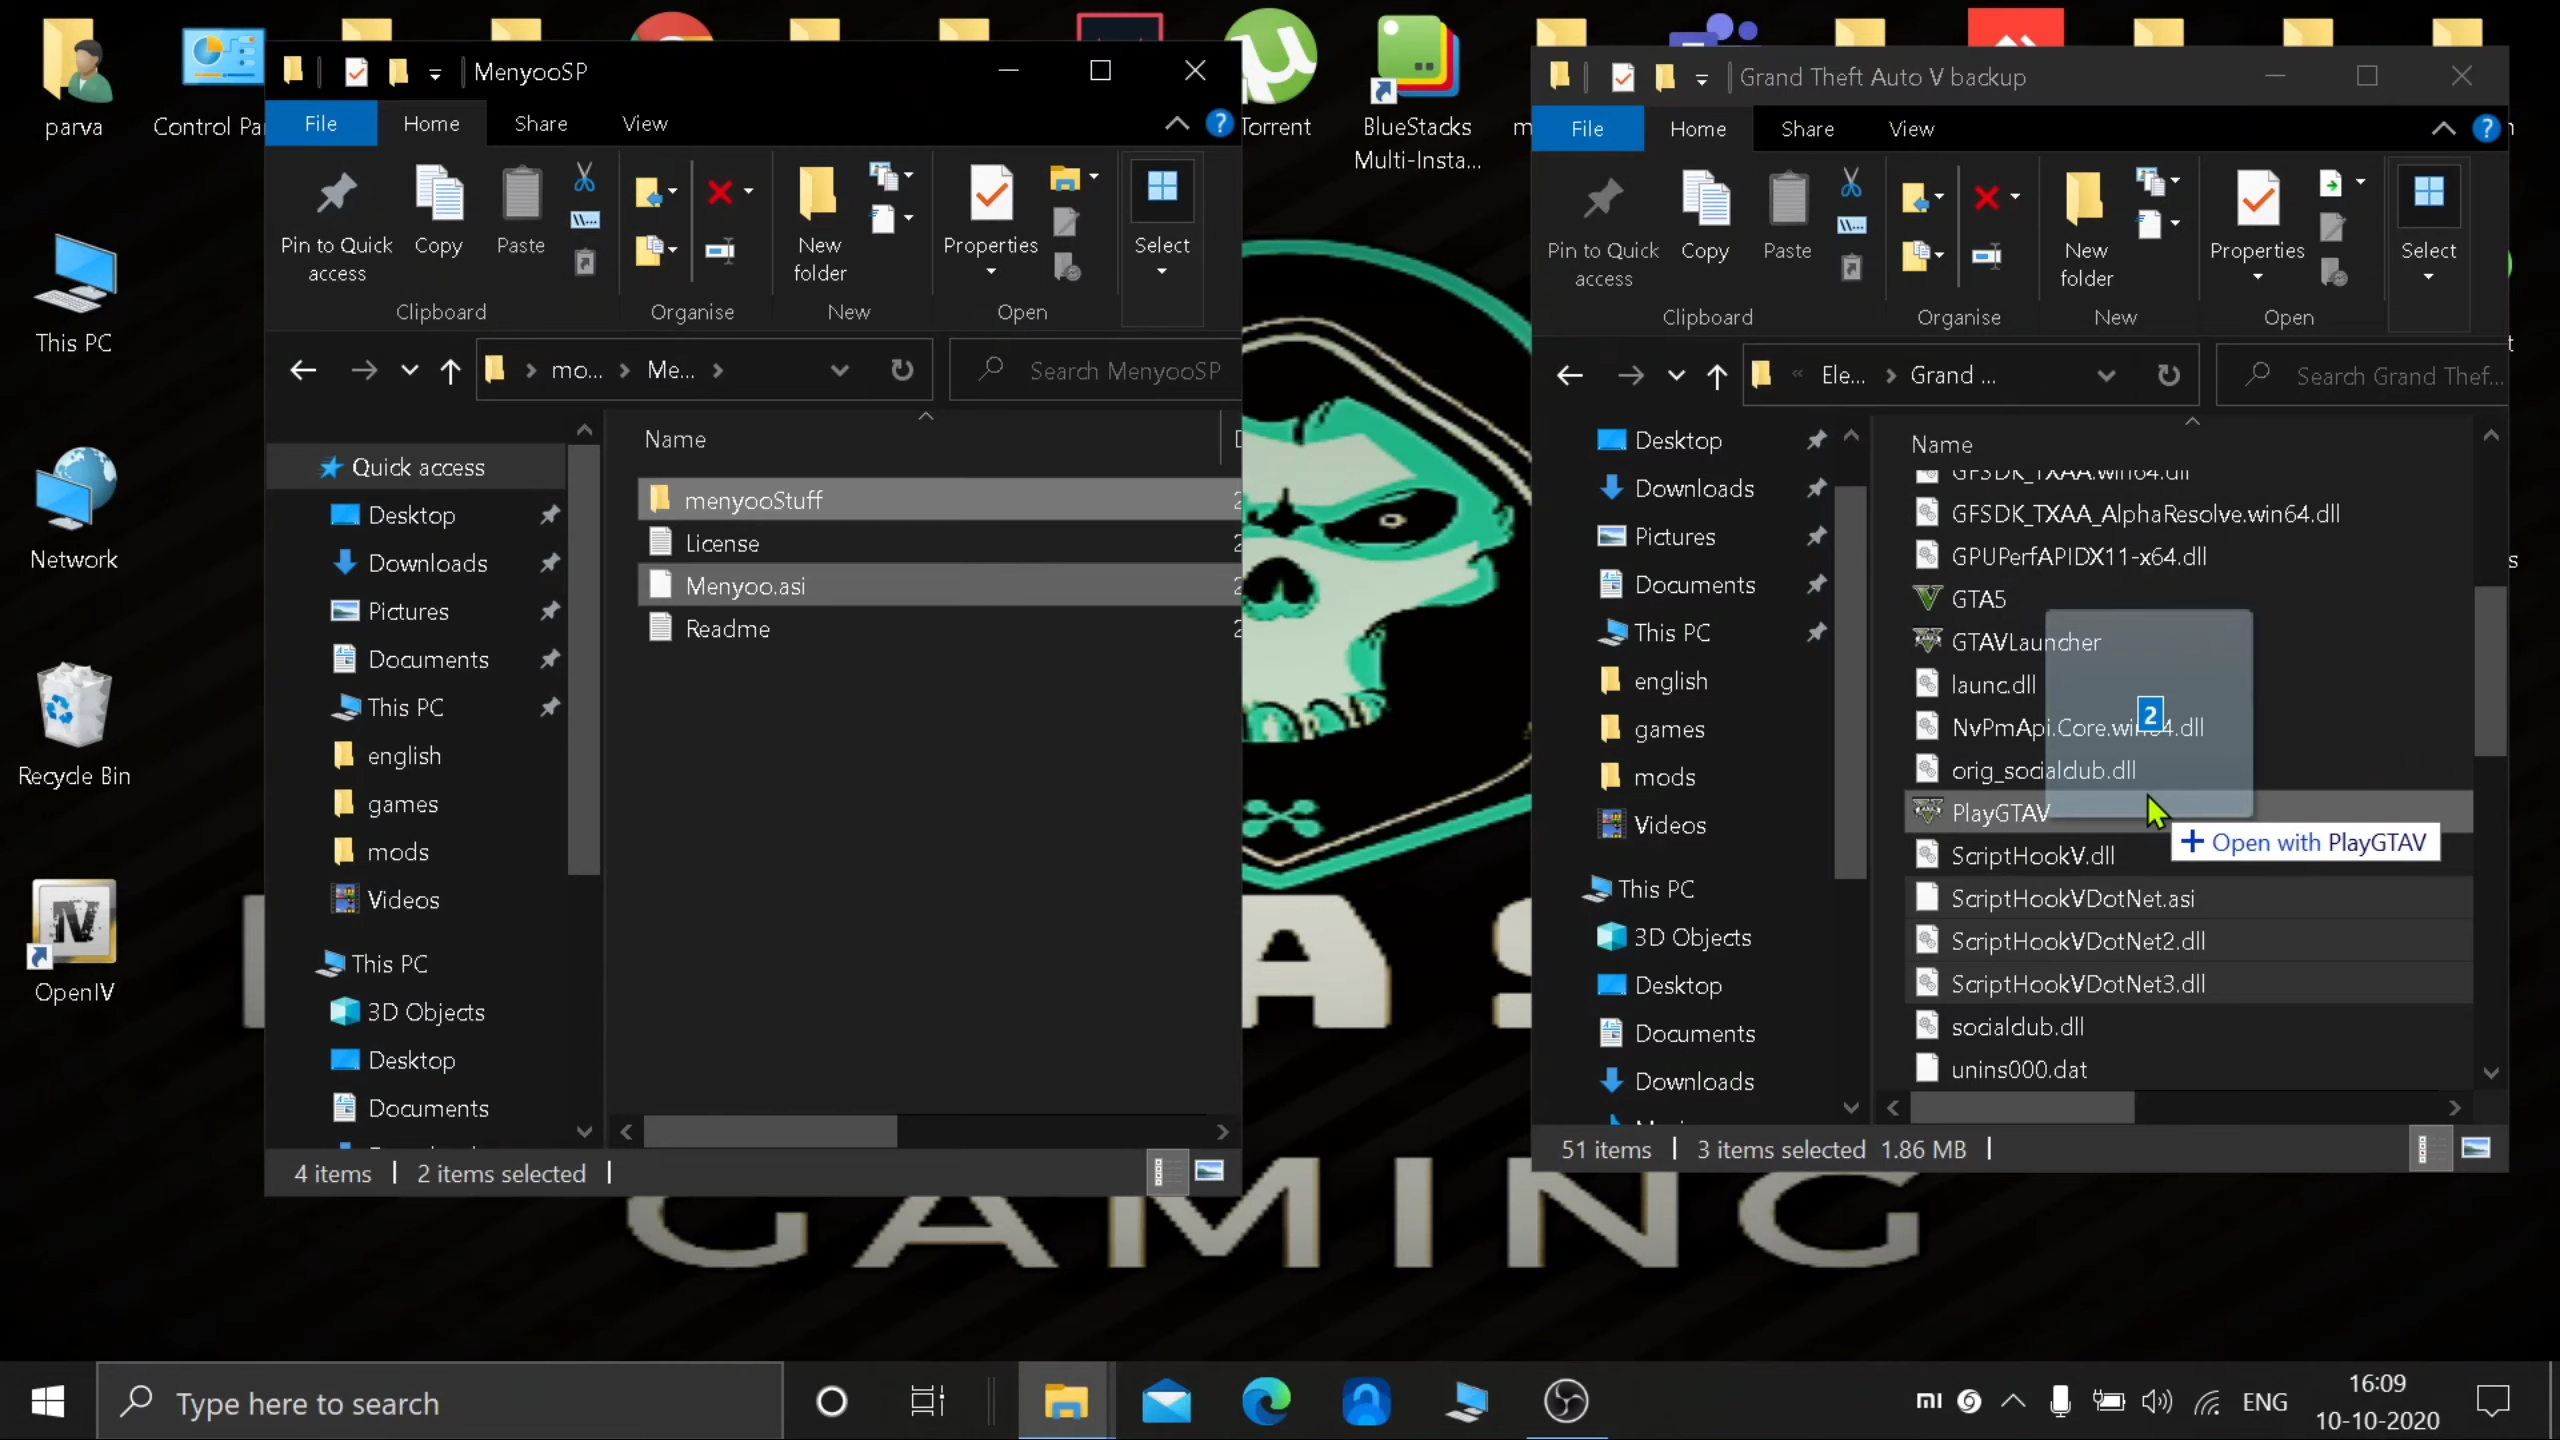 parva
Control Pa
This PC
Network
Recycle Bin
OpenIV
Torrent
BlueStacks
Multi-Insta...
MenyooSP
File
Home
Share
View
Pin to Quick
access
Copy
Paste
New
folder
Properties
Select
Clipboard
Organise
New
Open
mo...
Me...
Search MenyooSP
Name
Quick access
Desktop
Downloads
Pictures
Documents
This PC
english
games
mods
Videos
This PC
3D Objects
Desktop
Documents
menyooStuff
License
Menyoo.asi
Readme
4 items
2 items selected
Grand Theft Auto V backup
File
Home
Share
View
Pin to Quick
access
Copy
Paste
New
folder
Properties
Select
Clipboard
Organise
New
Open
Ele...
Grand ...
Search Grand Thef...
Name
Desktop
Downloads
Pictures
Documents
This PC
english
games
mods
Videos
This PC
3D Objects
Desktop
Documents
Downloads
GFSDK_TXAA.win64.dll
GFSDK_TXAA_AlphaResolve.win64.dll
GPUPerfAPIDX11-x64.dll
GTA5
GTAVLauncher
launc.dll
NvPmApi.Core.win64.dll
2
orig_socialclub.dll
PlayGTAV
+ Open with PlayGTAV
ScriptHookV.dll
ScriptHookVDotNet.asi
ScriptHookVDotNet2.dll
ScriptHookVDotNet3.dll
socialclub.dll
unins000.dat
51 items
3 items selected 1.86 MB
GAMING
Type here to search
ENG
16:09
10-10-2020